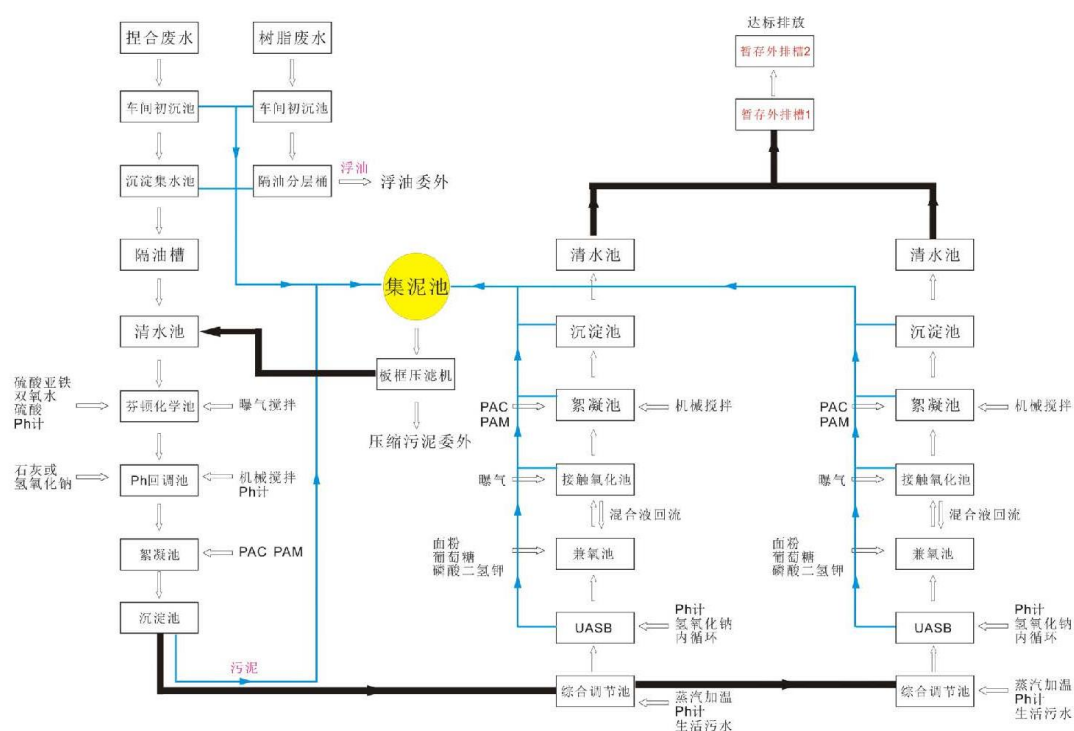 捏合废水
树脂废水
车间初沉池
车间初沉池
沉淀集水池
隔油分层桶
浮油
浮油委外
隔油槽
清水池
硫酸亚铁
双氧水
硫酸
Ph计
芬顿化学池
曝气搅拌
石灰或
氢氧化钠
Ph回调池
机械搅拌
Ph计
絮凝池
PAC PAM
沉淀池
污泥
集泥池
板框压滤机
压缩污泥委外
达标排放
暂存外排槽2
暂存外排槽1
清水池
沉淀池
PAC
PAM
絮凝池
机械搅拌
曝气
接触氧化池
混合液回流
面粉
葡萄糖
磷酸二氢钾
兼氧池
UASB
Ph计
氢氧化钠
内循环
综合调节池
蒸汽加温
Ph计
生活污水
清水池
沉淀池
PAC
PAM
絮凝池
机械搅拌
曝气
接触氧化池
混合液回流
面粉
葡萄糖
磷酸二氢钾
兼氧池
UASB
Ph计
氢氧化钠
内循环
综合调节池
蒸汽加温
Ph计
生活污水